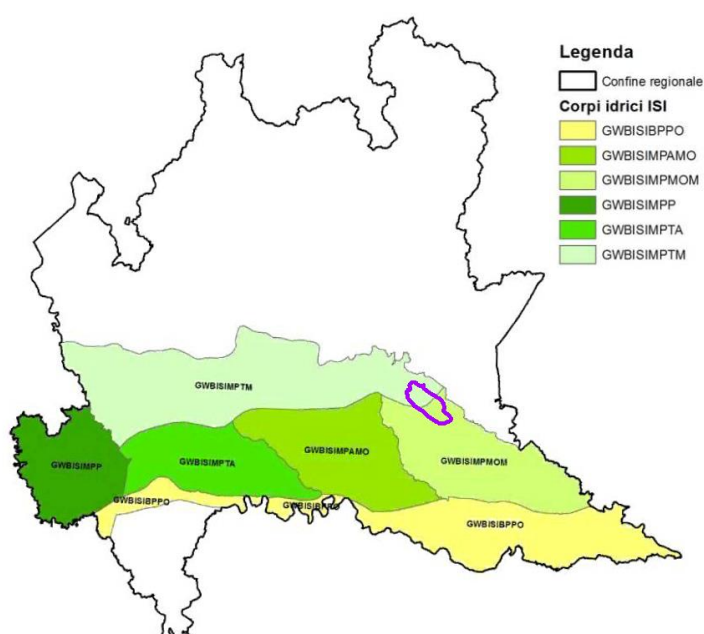 Legenda
Confine regionale
Corpi idrici ISI
GWBISIBPPO
GWBISIMPAMO
GWBISIMPMOM
GWBISIMPP
GWBISIMPTA
GWBISIMPTM
GWBISIMPTM
GWBISIMPAMO
GWBISIMPTA
GWBISIMPMOM
GWBISIMPP
GWBISIBPPO
GWBISIBPPO
GWBISIBPPO